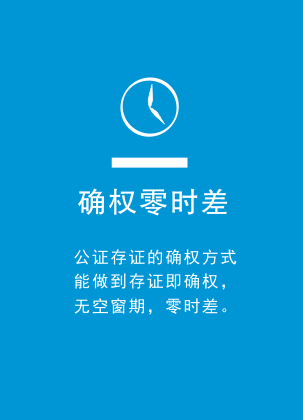 确权零时差
公证存证的确权方式
能做到存证即确权，
无空窗期，零时差。